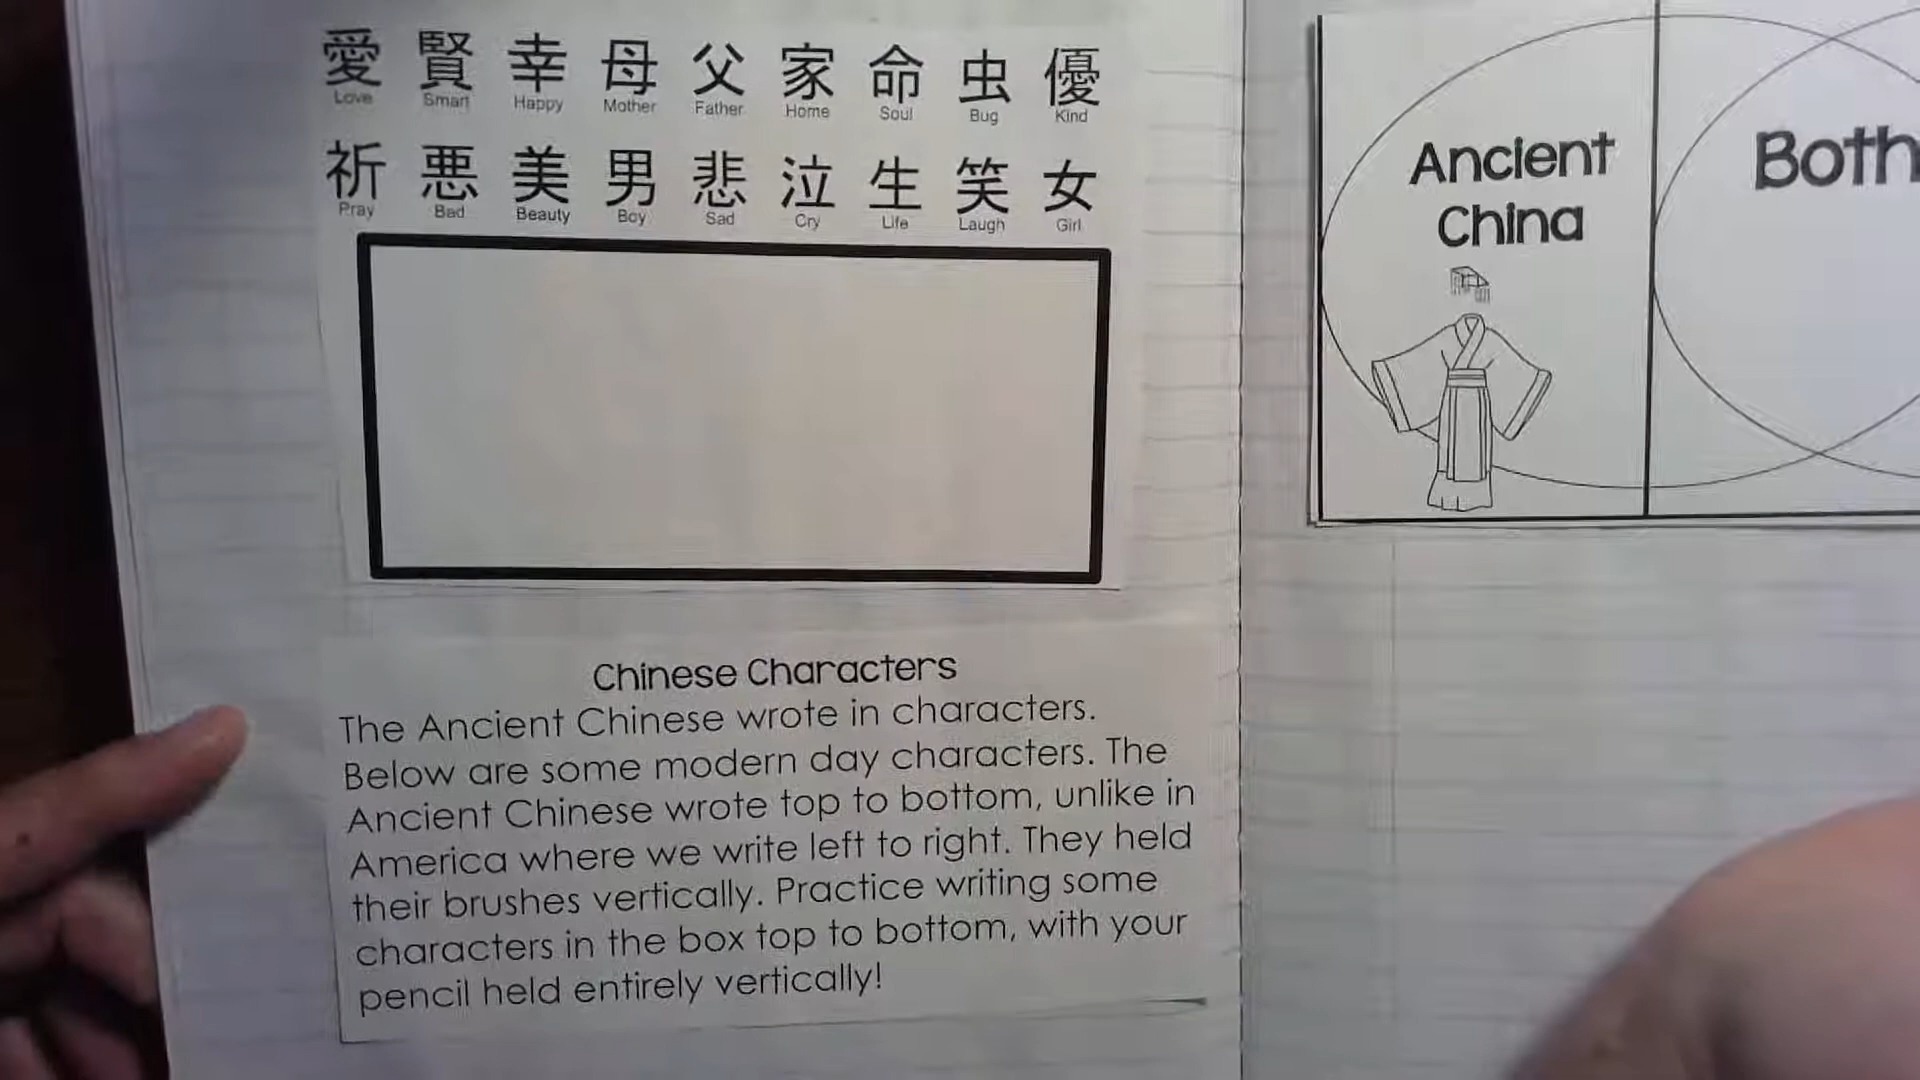 愛 賢 幸 母 父 家 命 虫 優
Love Smart Happy Mother Father Home Soul Bug Kind
祈 悪 美 男 悲 泣 生 笑 女
Pray Bad Beauty Boy Sad Cry Life Laugh Girl
Chinese Characters
The Ancient Chinese wrote in characters.
Below are some modern day characters. The
Ancient Chinese wrote top to bottom, unlike in
America where we write left to right. They held
their brushes vertically. Practice writing some
characters in the box top to bottom, with your
pencil held entirely vertically!
Ancient
China
Both